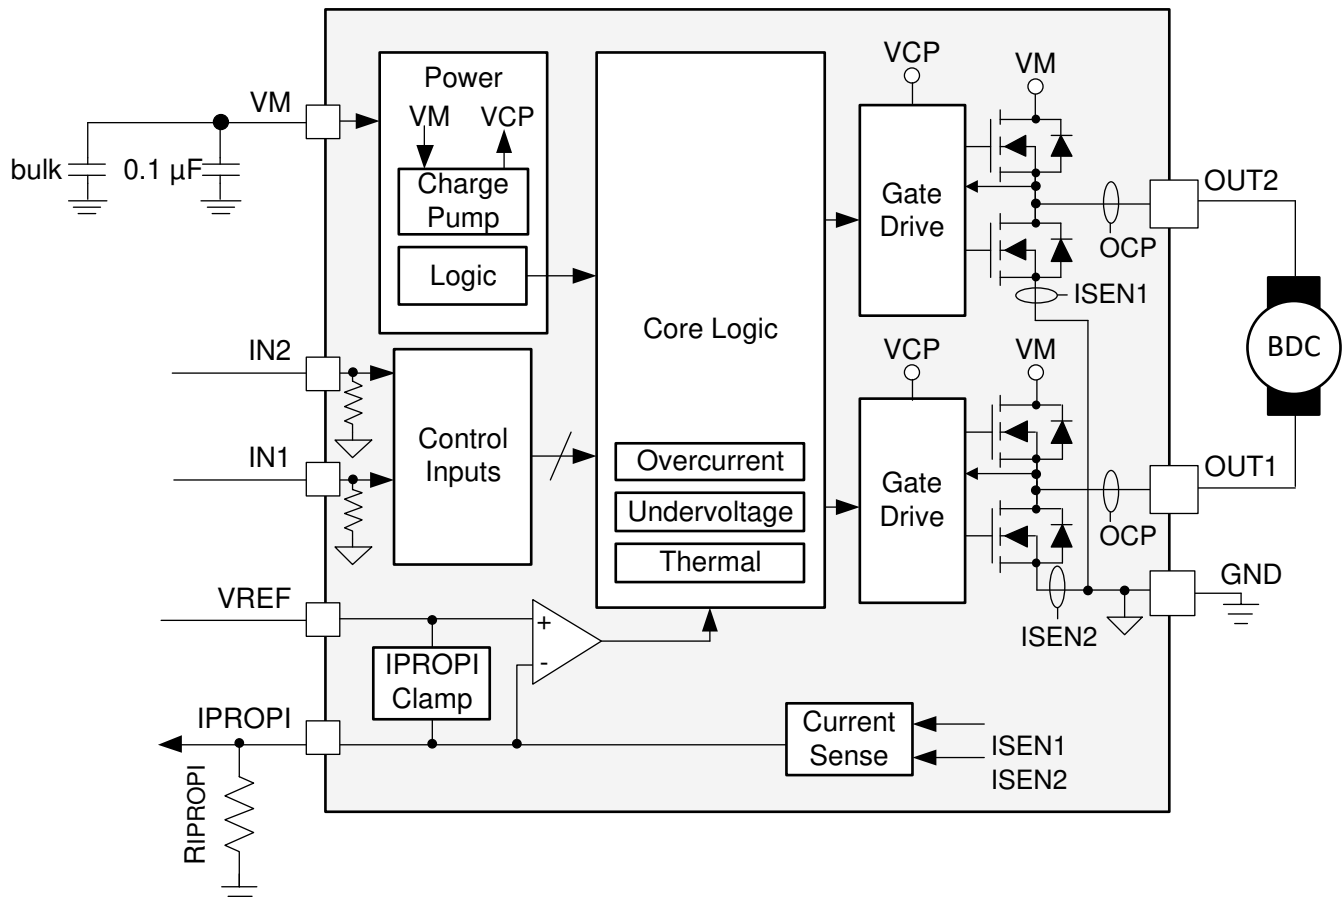 VM
bulk
0.1 µF
Power
VM
VCP
Charge
Pump
Logic
IN2
IN1
Control
Inputs
Core Logic
Overcurrent
Undervoltage
Thermal
VREF
IPROPI
Clamp
+
-
IPROPI
RIPROPI
Current
Sense
ISEN1
ISEN2
VCP
VM
Gate
Drive
OCP
ISEN1
OUT2
BDC
VCP
VM
Gate
Drive
OCP
OUT1
ISEN2
GND